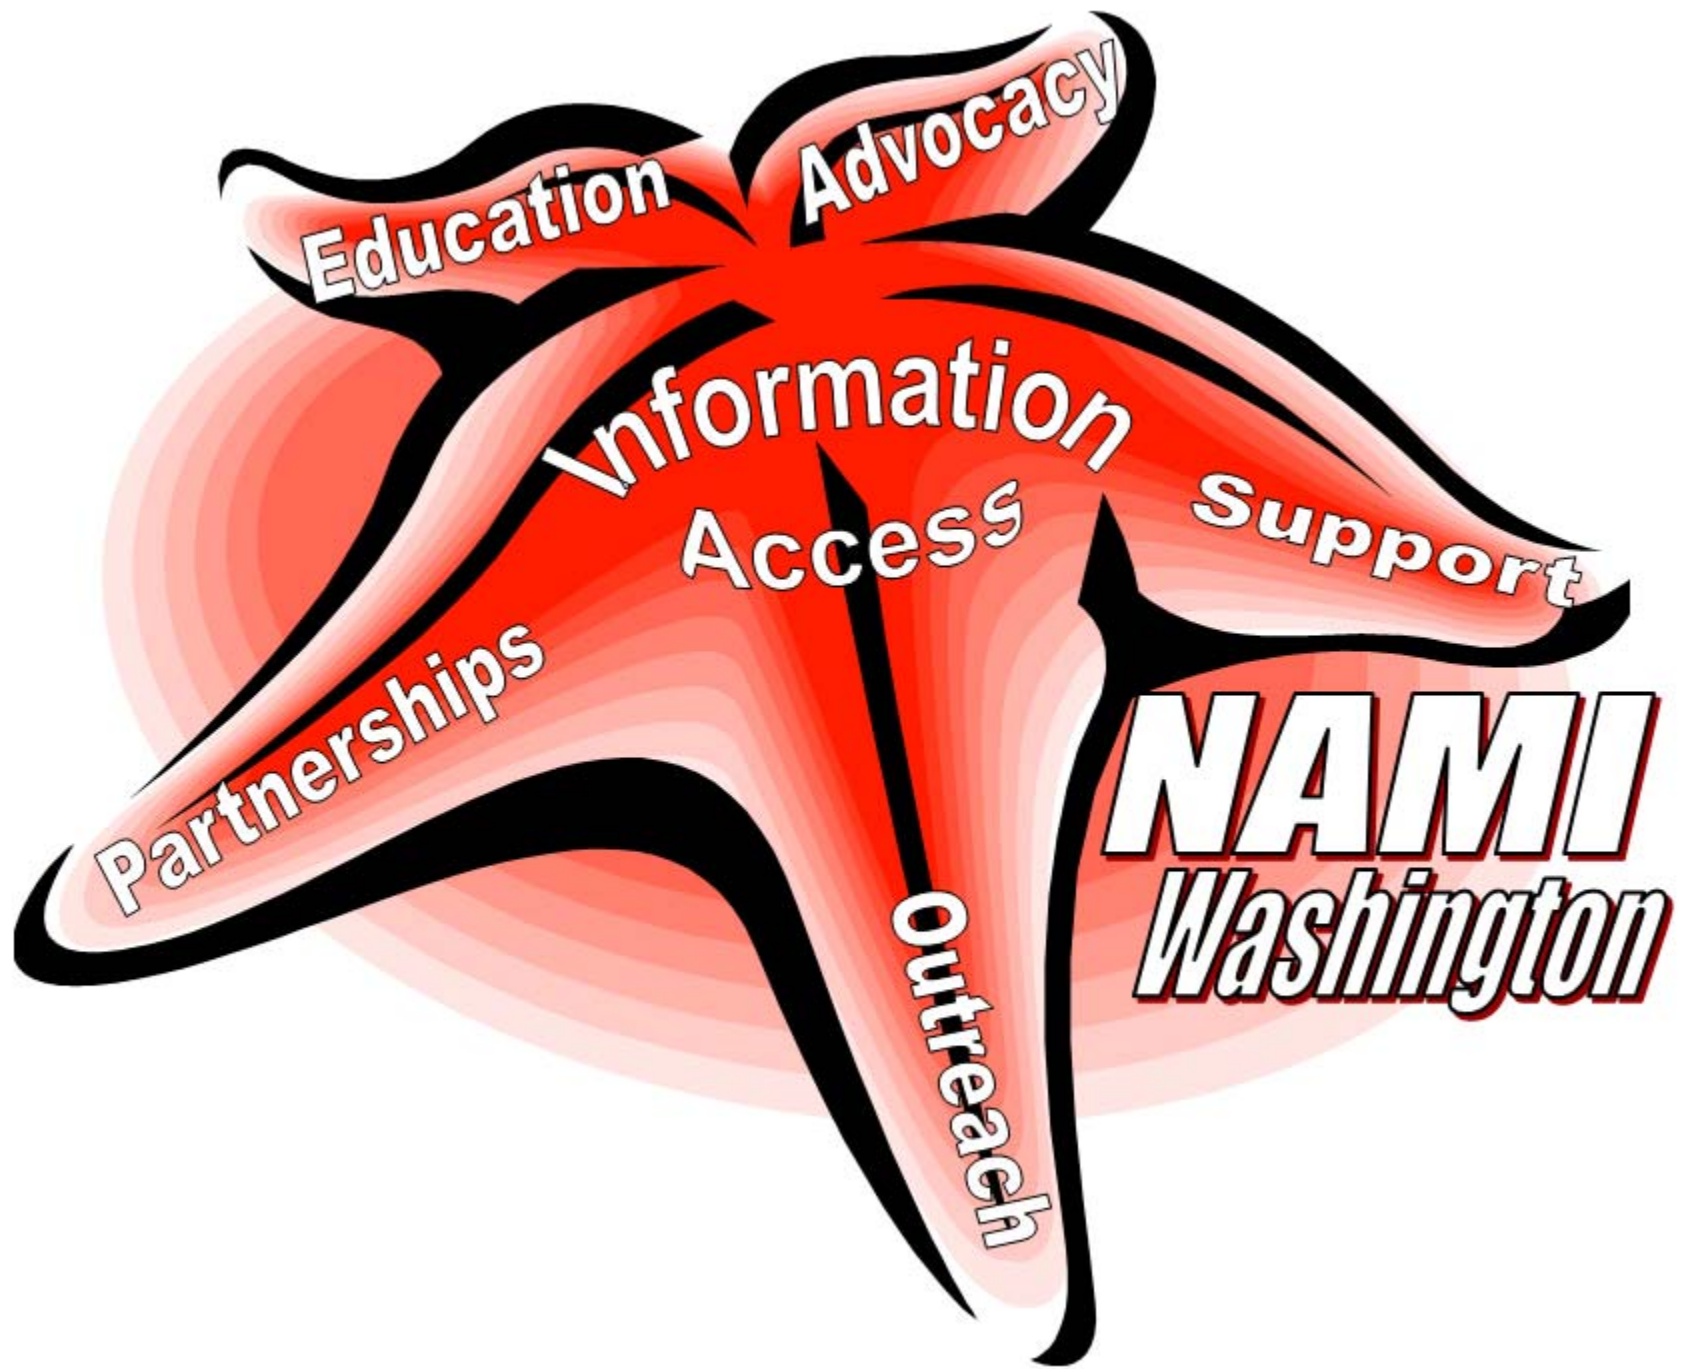 Advocacy
Education
Information
Access
Support
Partnerships
Outreach
NAMI
Washington